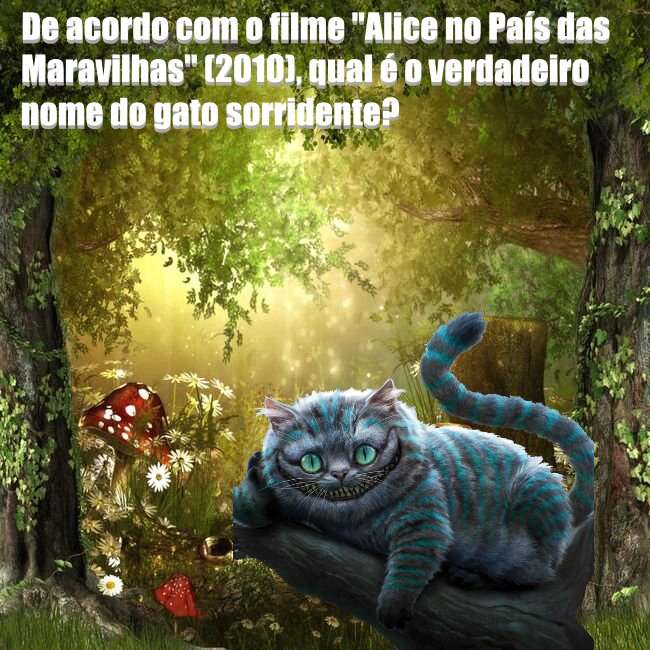 De acordo com o filme "Alice no País das
Maravilhas" (2010), qual é o verdadeiro
nome do gato sorridente?